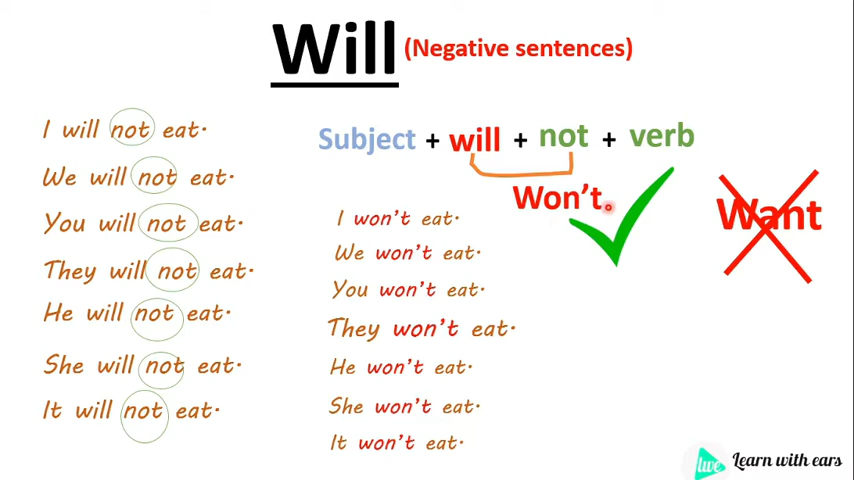 Will (Negative sentences)
Subject + will + not + verb
Won't.
Want
I will not eat.
We will not eat.
You will not eat.
They will not eat.
He will not eat.
She will not eat.
It will not eat.
I won't eat.
We won't eat.
You won't eat.
They won't eat.
He won't eat.
She won't eat.
It won't eat.
live Learn with ears